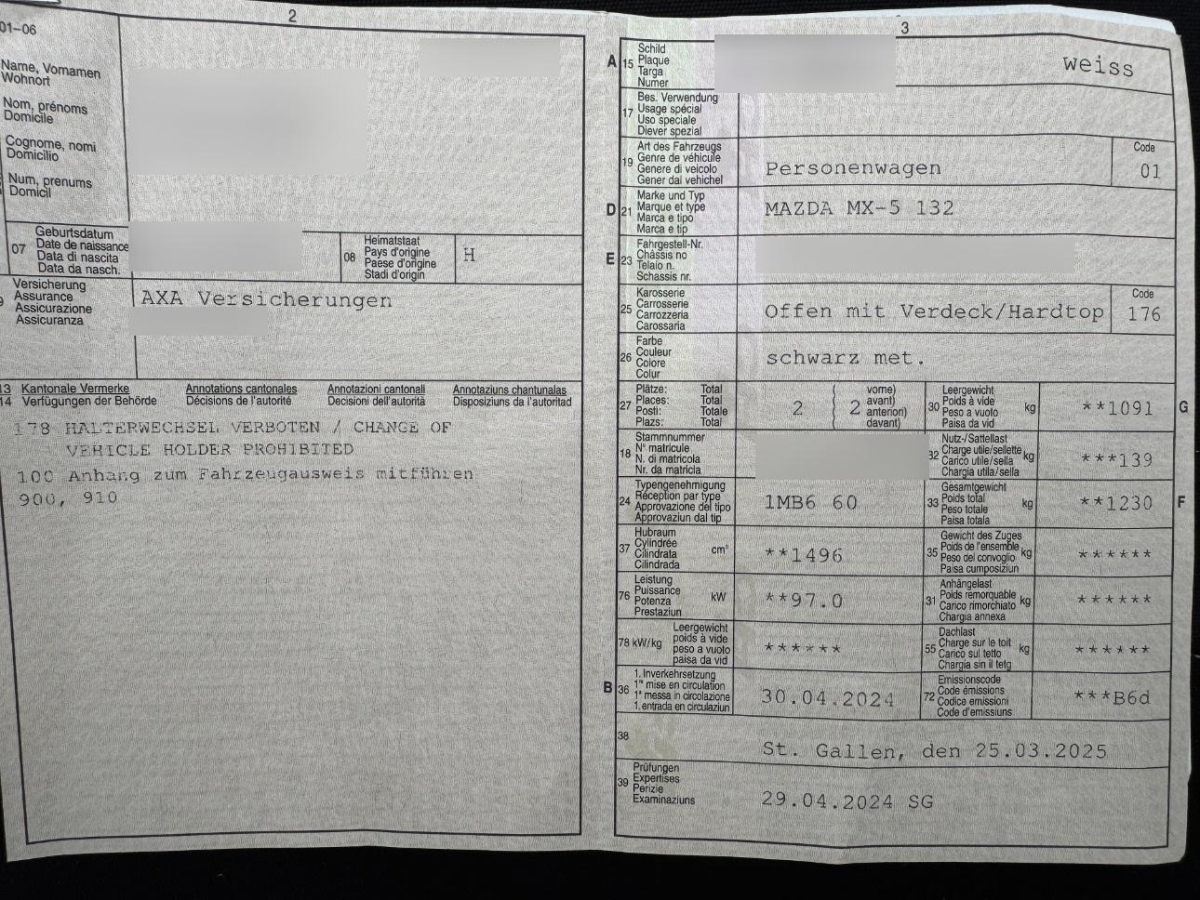 2
01-06
Name, Vornamen
Wohnort
Nom, prénoms
Domicile
Cognome, nomi
Domicilio
Num, prenums
Domicil
07
Geburtsdatum
Date de naissance
Data di nascita
Data da nasch.
08
Heimatstaat
Pays d'origine
Paese d'origine
Stadi d'origin
H
9
Versicherung
Assurance
Assicurazione
Assicuranza
AXA Versicherungen
13 Kantonale Vermerke Annotations cantonales Annotazioni cantonali Annotaziuns chantunalas
14 Verfügungen der Behörde Décisions de l'autorité Decisioni dell'autorità Disposiziuns da l'autoritad
178 HALTERWECHSEL VERBOTEN / CHANGE OF
VEHICLE HOLDER PROHIBITED
100 Anhang zum Fahrzeugausweis mitführen
900, 910
3
A 15
Schild
Plaque
Targa
Numer
weiss
17
Bes. Verwendung
Usage spécial
Uso speciale
Diever spezial
19
Art des Fahrzeugs
Genre de véhicule
Genere di veicolo
Gener dal vehichel
Personenwagen
Code
01
D 21
Marke und Typ
Marque et type
Marca e tipo
Marca e tip
MAZDA MX-5 132
E 23
Fahrgestell-Nr.
Châssis no
Telaio n.
Schassis nr.
25
Karosserie
Carrosserie
Carrozzeria
Carossaria
Offen mit Verdeck/Hardtop
Code
176
26
Farbe
Couleur
Colore
Colur
schwarz met.
27
Plätze: Total
Places: Total
Posti: Totale
Plazs: Total
2
( vorne)
( avant)
2
anteriori)
( davant)
30
Leergewicht
Poids à vide
Peso a vuoto
Paisa da vid
kg
**1091
G
18
Stammnummer
N° matricule
N. di matricola
Nr. da matricla
32
Nutz-/Sattellast
Charge utile/sellette
Carico utile/sella
Chargia utila/sella
kg
***139
24
Typengenehmigung
Réception par type
Approvazione del tipo
Approvaziun dal tip
1MB6 60
33
Gesamtgewicht
Poids total
Peso totale
Paisa totala
kg
**1230
F
37
Hubraum
Cylindrée
Cilindrata
Cilindrada
cm³
**1496
35
Gewicht des Zuges
Poids de l'ensemble
Peso del convoglio
Paisa cumposiziun
kg
******
76
Leistung
Puissance
Potenza
Prestaziun
kW
**97.0
31
Anhängelast
Poids remorquable
Carico rimorchiato
Chargia annexa
kg
******
78 kW/kg
Leergewicht
poids à vide
peso a vuoto
paisa da vid
******
55
Dachlast
Charge sur le toit
Carico sul tetto
Chargia sin il tetg
kg
******
B 36
1. Inverkehrsetzung
1re mise en circulation
1a messa in circolazione
1. entrada en circulaziun
30.04.2024
72
Emissionscode
Code émissions
Codice emissioni
Code d'emissiuns
***B6d
38
St. Gallen, den 25.03.2025
39
Prüfungen
Expertises
Perizie
Examinaziuns
29.04.2024 SG